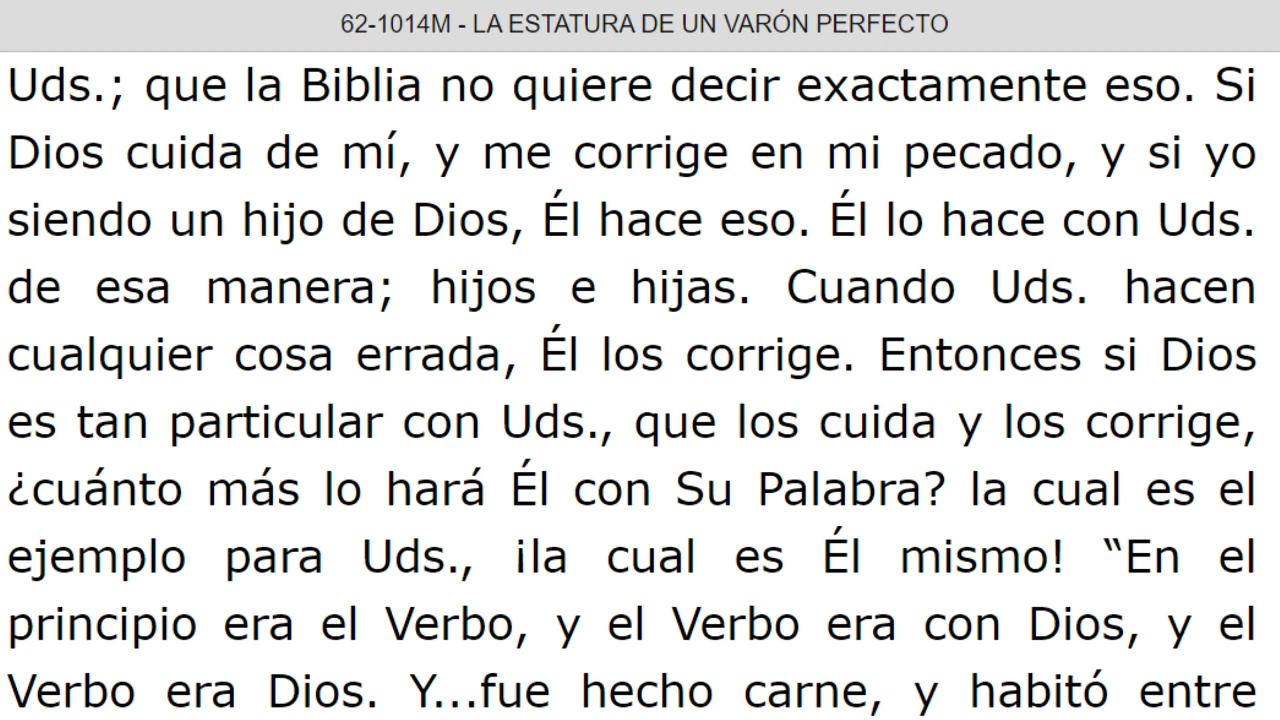 62-1014M - LA ESTATURA DE UN VARÓN PERFECTO
Uds.; que la Biblia no quiere decir exactamente eso. Si
Dios cuida de mí, y me corrige en mi pecado, y si yo
siendo un hijo de Dios, Él hace eso. Él lo hace con Uds.
de esa manera; hijos e hijas. Cuando Uds. hacen
cualquier cosa errada, Él los corrige. Entonces si Dios
es tan particular con Uds., que los cuida y los corrige,
¿cuánto más lo hará Él con Su Palabra? la cual es el
ejemplo para Uds., ¡la cual es Él mismo! “En el
principio era el Verbo, y el Verbo era con Dios, y el
Verbo era Dios. Y...fue hecho carne, y habitó entre